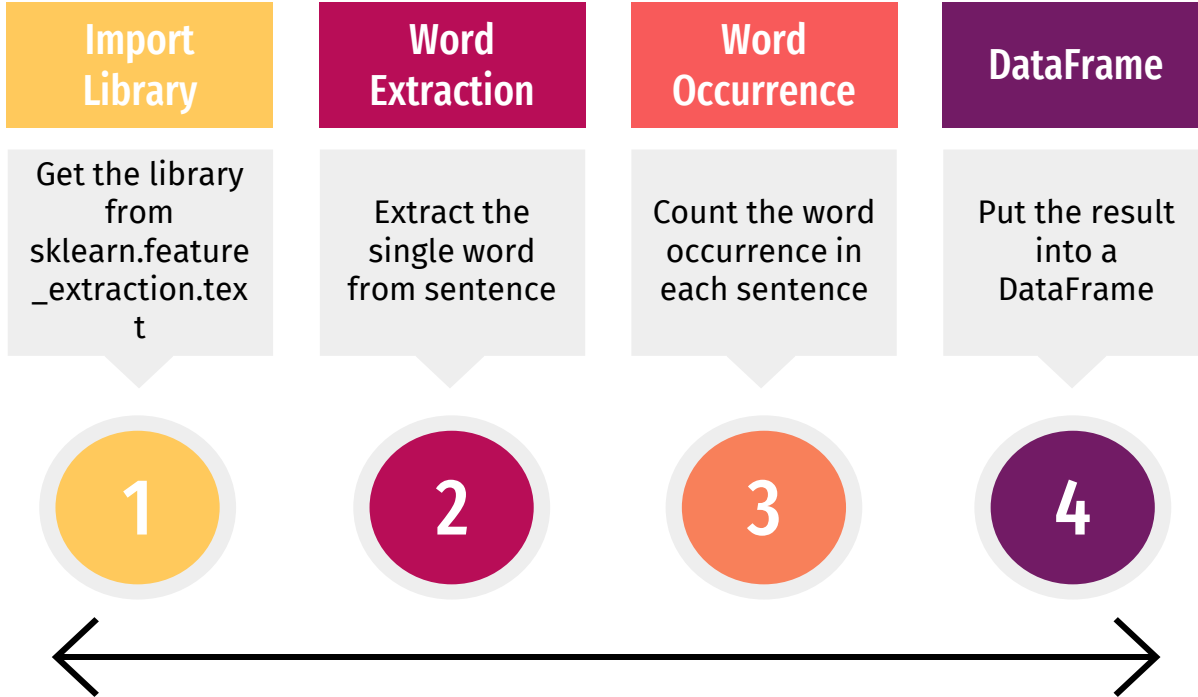 Import
Library
Word
Extraction
Word
Occurrence
DataFrame
Get the library
from
sklearn.feature
_extraction.tex
t
Extract the
single word
from sentence
Count the word
occurrence in
each sentence
Put the result
into a
DataFrame
1
2
3
4